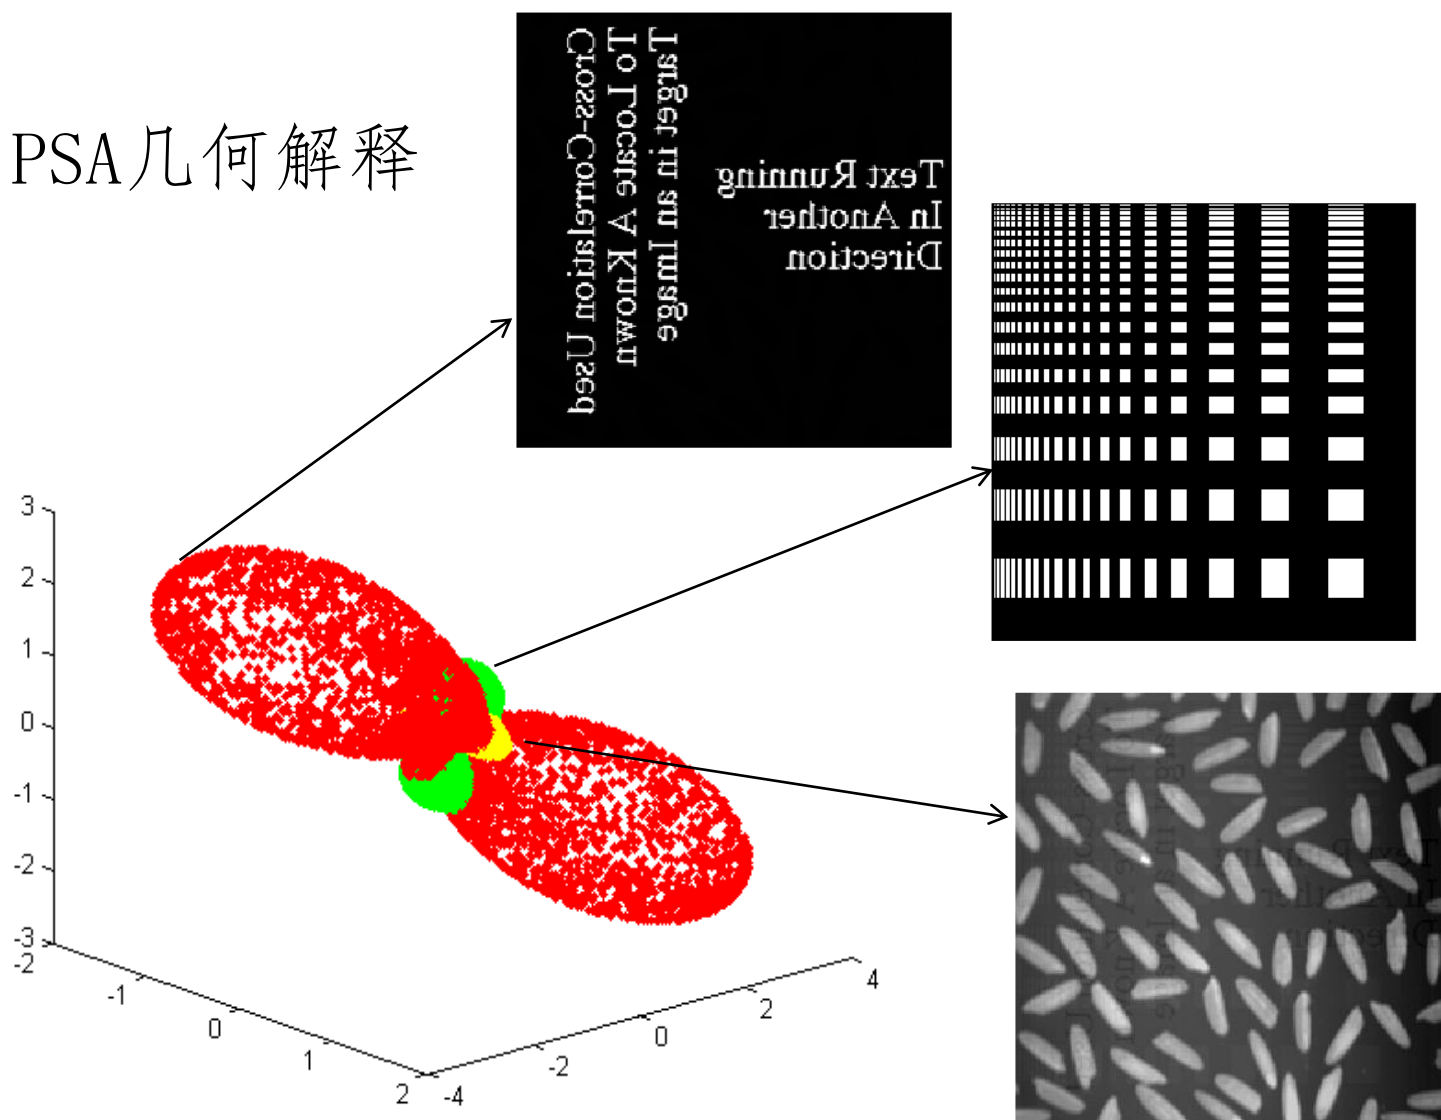 PSA几何解释
Cross-Correlation Used
To Locate A Known
Target in an Image
Text Running
In Another
Direction
3
2
1
0
-1
-2
-3
-2
-1
0
1
2
-4
-2
0
2
4